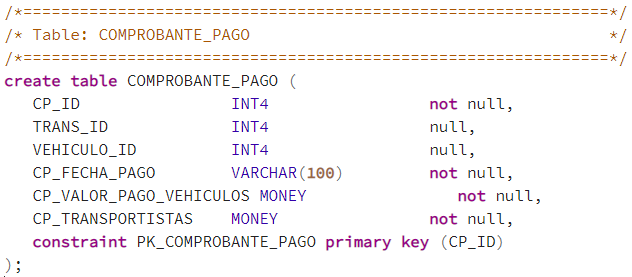 /*==============================================================*/
/* Table: COMPROBANTE_PAGO                                      */
/*==============================================================*/
create table COMPROBANTE_PAGO (
   CP_ID                INT4                 not null,
   TRANS_ID             INT4                 null,
   VEHICULO_ID          INT4                 null,
   CP_FECHA_PAGO        VARCHAR(100)         not null,
   CP_VALOR_PAGO_VEHICULOS MONEY                not null,
   CP_TRANSPORTISTAS    MONEY                not null,
   constraint PK_COMPROBANTE_PAGO primary key (CP_ID)
);